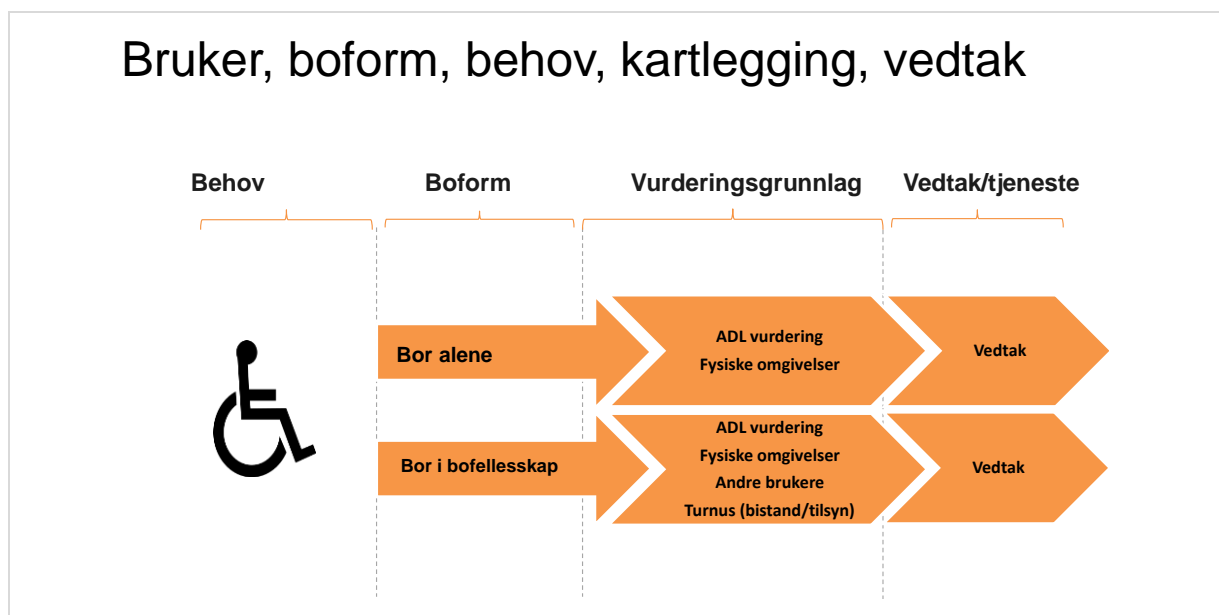 Bruker, boform, behov, kartlegging, vedtak
Behov
Boform
Vurderingsgrunnlag
Vedtak/tjeneste
Bor alene
ADL vurdering
Fysiske omgivelser
Vedtak
Bor i bofellesskap
ADL vurdering
Fysiske omgivelser
Andre brukere
Turnus (bistand/tilsyn)
Vedtak